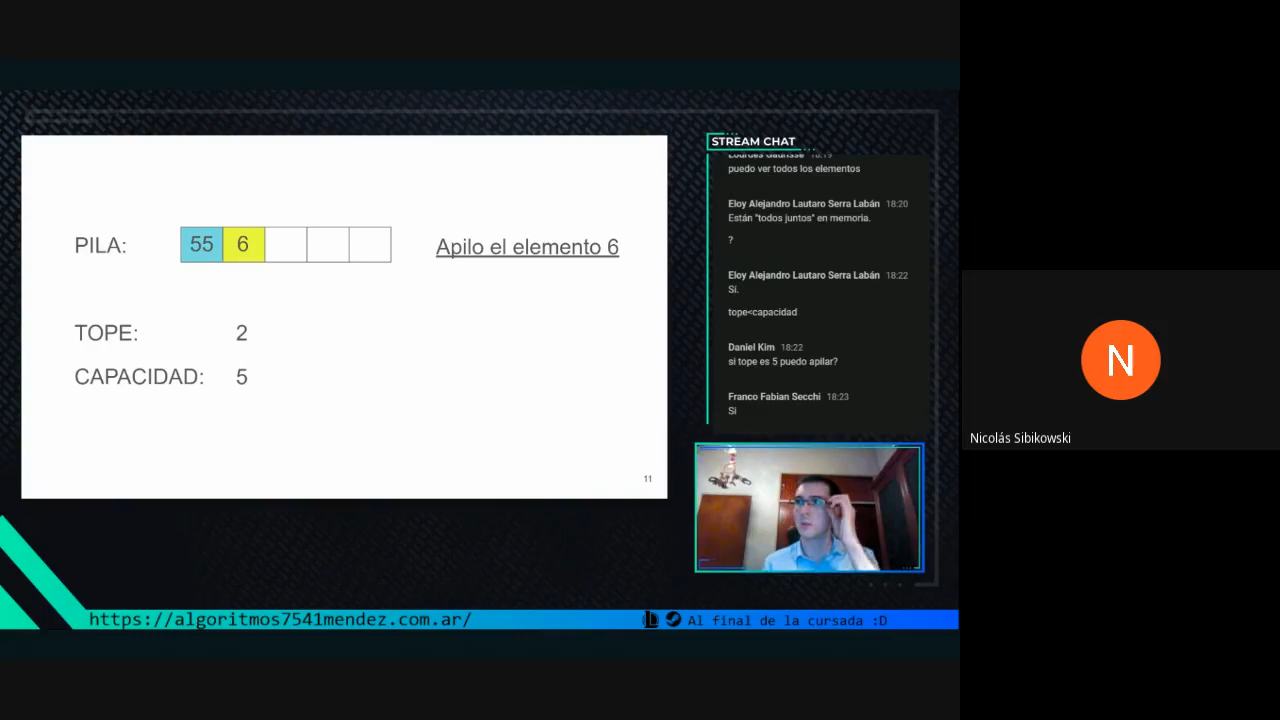 PILA:
55
6
Apilo el elemento 6
TOPE:
2
CAPACIDAD:
5
11
STREAM CHAT
18:19
puedo ver todos los elementos
Eloy Alejandro Lautaro Serra Labán 18:20
Están "todos juntos" en memoria.
?
Eloy Alejandro Lautaro Serra Labán 18:22
Sí.
tope<capacidad
Daniel Kim 18:22
si tope es 5 puedo apilar?
Franco Fabian Secchi 18:23
Si
https://algoritmos7541mendez.com.ar/
Al final de la cursada :D
N
Nicolás Sibikowski